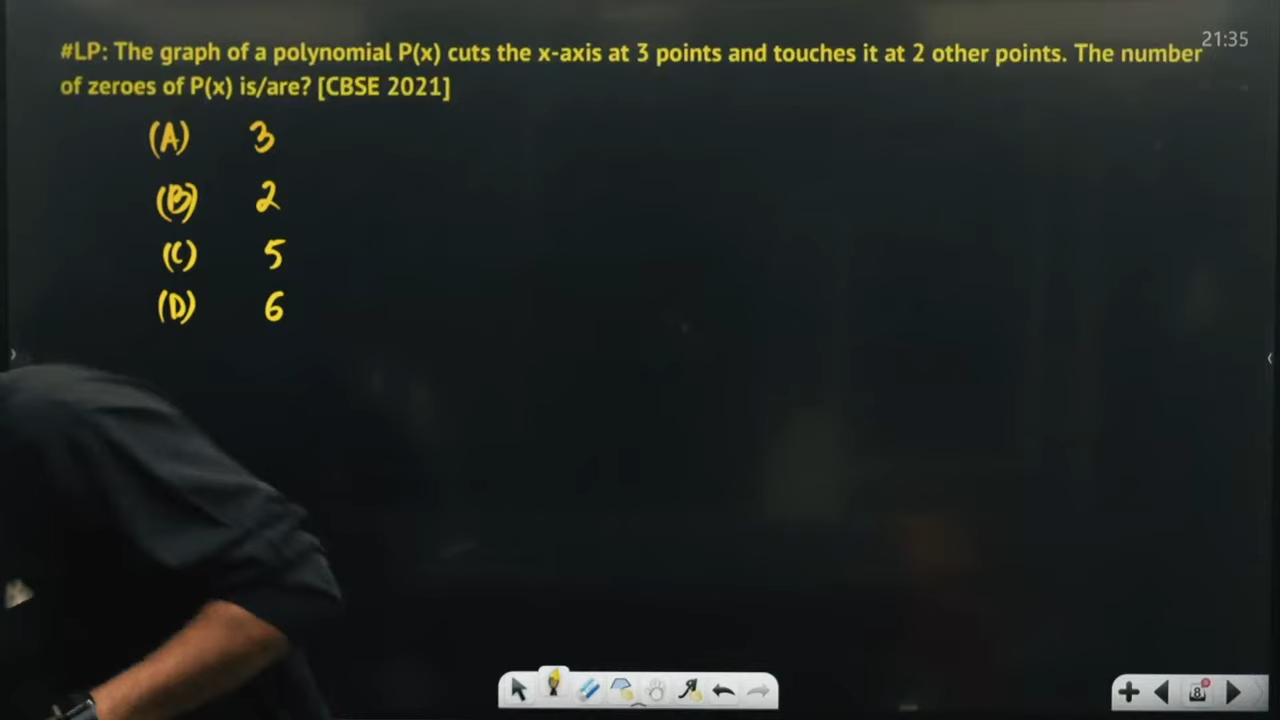 21:35
#LP: The graph of a polynomial P(x) cuts the x-axis at 3 points and touches it at 2 other points. The number
of zeroes of P(x) is/are? [CBSE 2021]
(A) 3
(B) 2
(C) 5
(D) 6
8